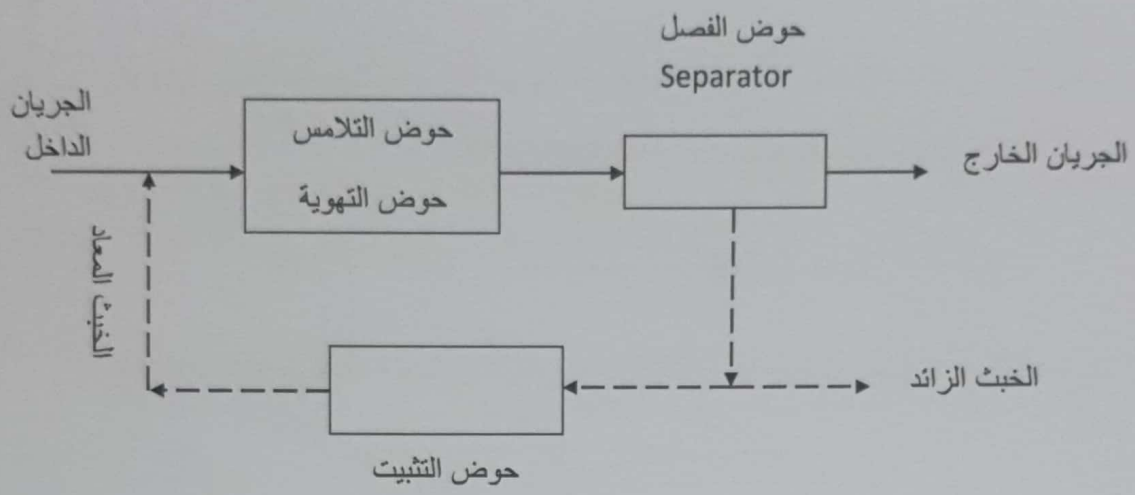 حوض الفصل
Separator
الجريان
الداخل
حوض التلامس
حوض التهوية
الجريان الخارج
الخبث المعاد
الخبث الزائد
حوض التثبيت